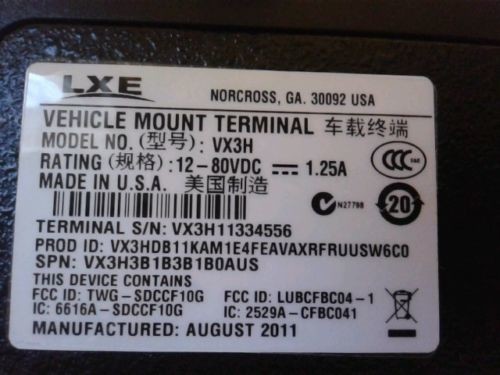 LXE
NORCROSS, GA. 30092 USA
VEHICLE MOUNT TERMINAL 车载终端
MODEL NO. (型号): VX3H
RATING (规格): 12-80VDC ⎓ 1.25A
MADE IN U.S.A. 美国制造
CCC
N27798
20
TERMINAL S/N: VX3H11334556
PROD ID: VX3HDB11KAM1E4FEAVAXRFRUUSW6C0
SPN: VX3H3B1B3B1B0AUS
THIS DEVICE CONTAINS
FCC ID: TWG-SDCCF10G FCC ID: LUBCFBC04-1
IC: 6616A-SDCCF10G IC: 2529A-CFBC041
MANUFACTURED: AUGUST 2011